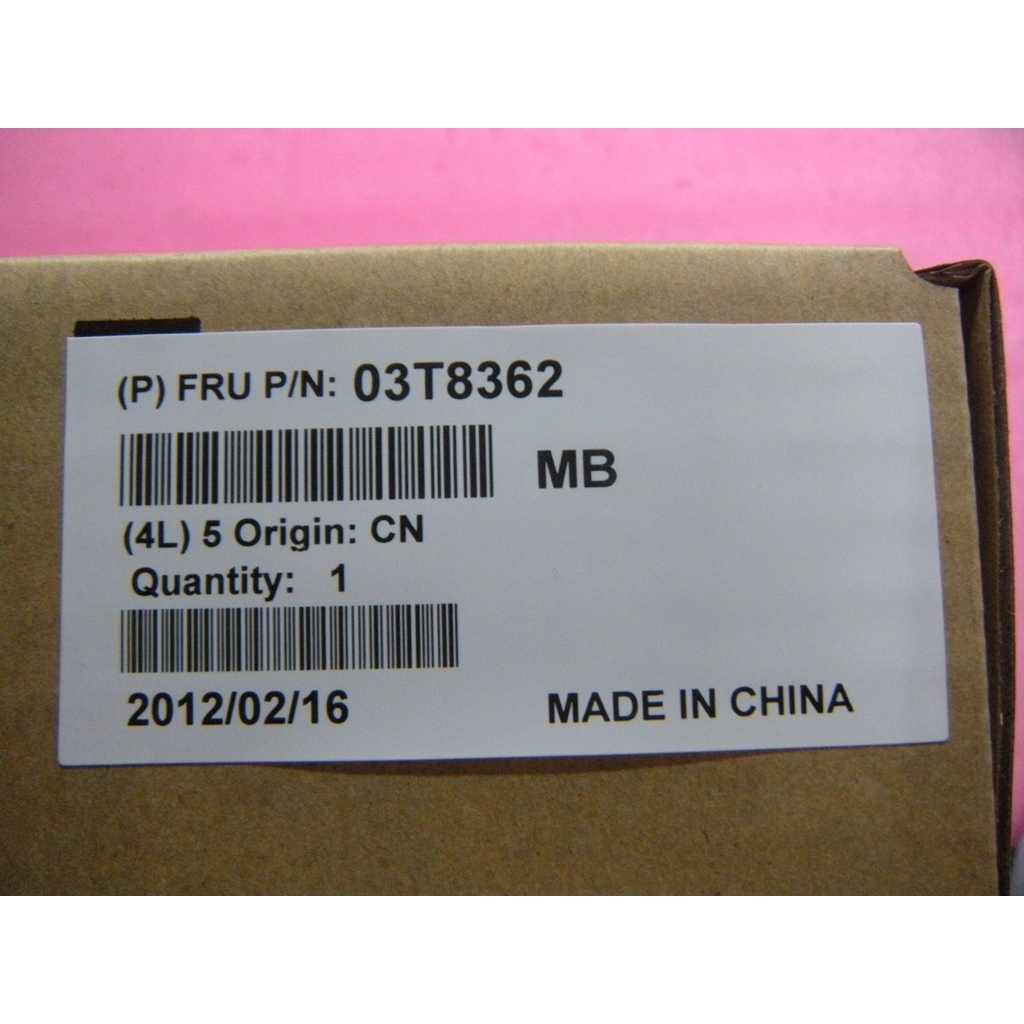 (P) FRU P/N: 03T8362
MB
(4L) 5 Origin: CN
Quantity: 1
2012/02/16
MADE IN CHINA